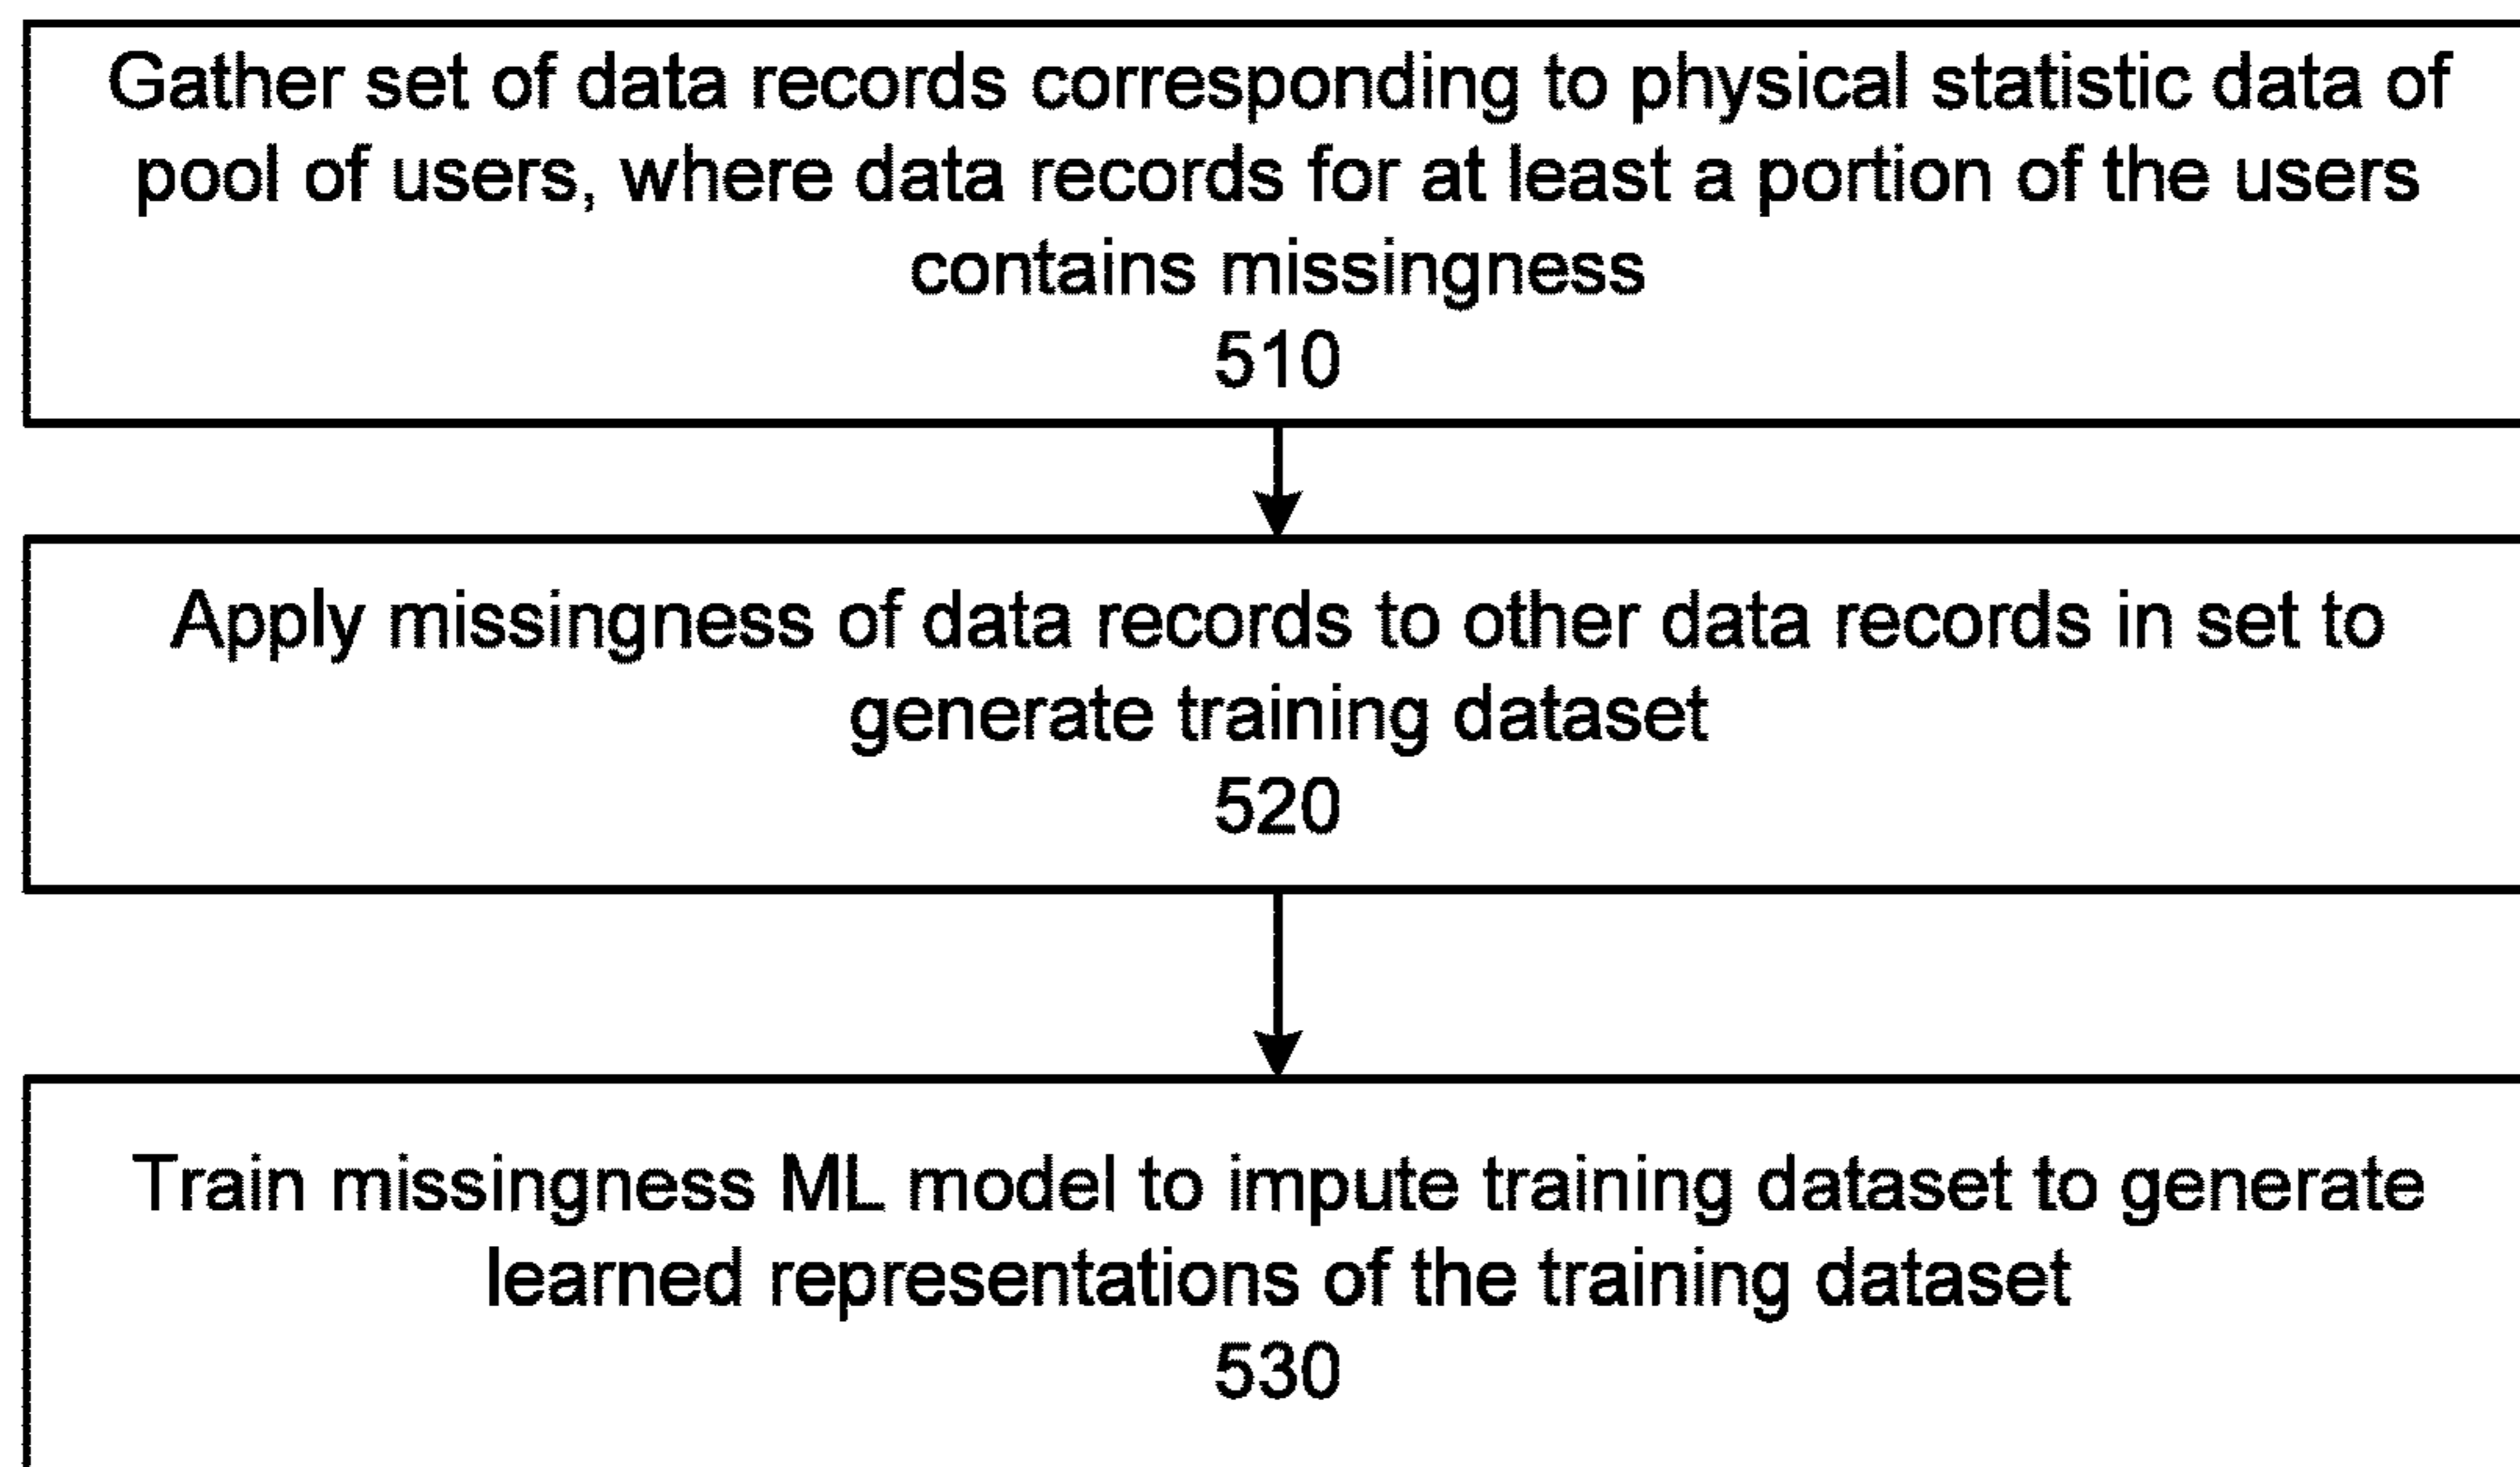 Gather set of data records corresponding to physical statistic data of
pool of users, where data records for at least a portion of the users
contains missingness
510
Apply missingness of data records to other data records in set to
generate training dataset
520
Train missingness ML model to impute training dataset to generate
learned representations of the training dataset
530